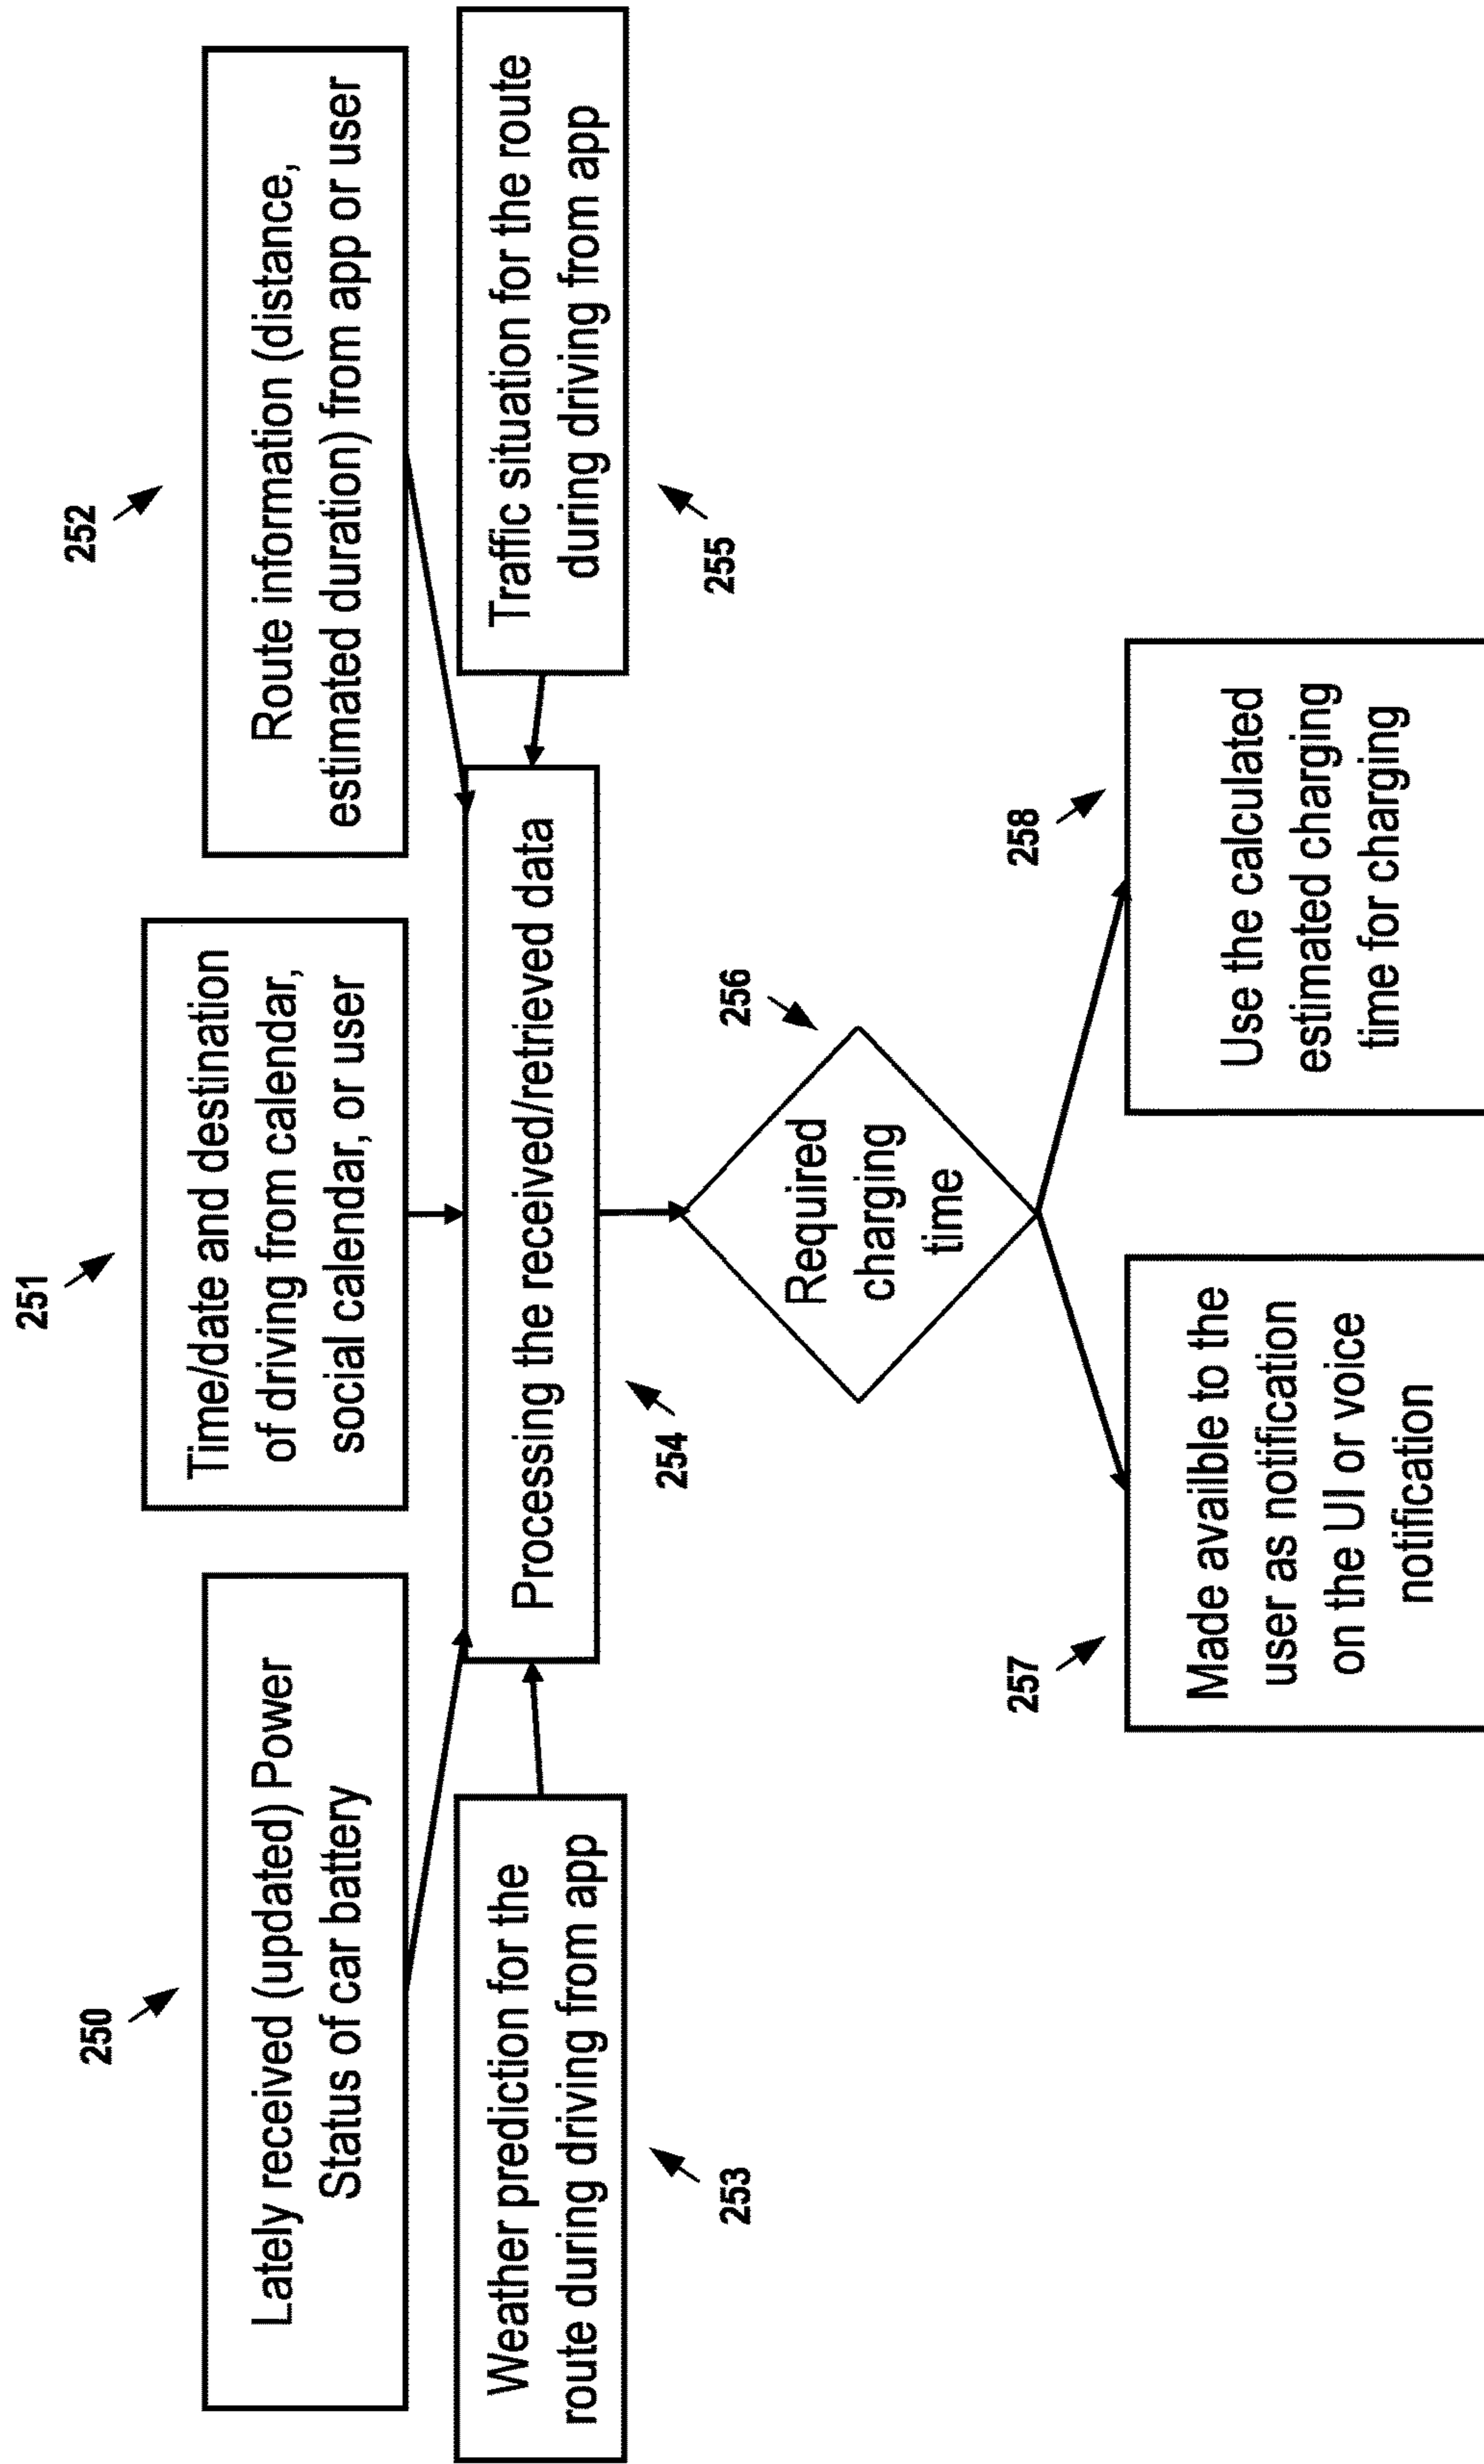 251
Time/date and destination
of driving from calendar,
social calendar, or user
250
Lately received (updated) Power
Status of car battery
252
Route information (distance,
estimated duration) from app or user
Weather prediction for the
route during driving from app
253
Processing the received/retrieved data
254
Traffic situation for the route
during driving from app
255
256
Required
charging
time
257
Made availble to the
user as notification
on the UI or voice
notification
258
Use the calculated
estimated charging
time for charging